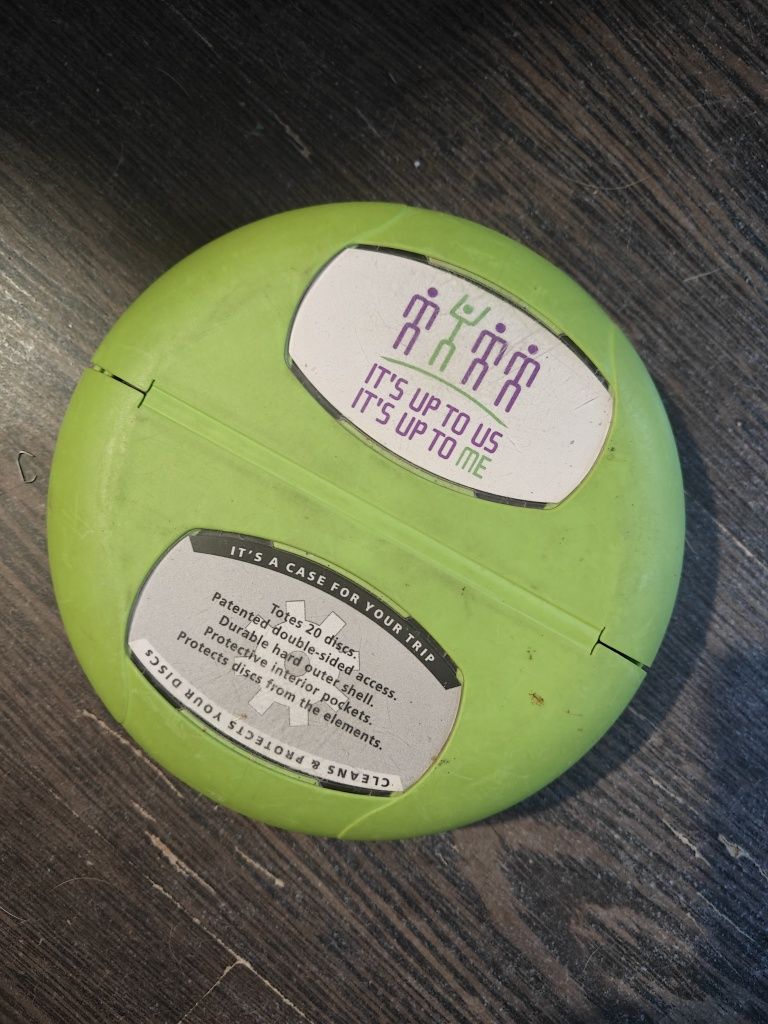 IT'S UP TO US
IT'S UP TO ME
IT'S A CASE FOR YOUR TRIP
Totes 20 discs.
Patented double-sided access.
Durable hard outer shell.
Protective interior pockets.
Protects discs from the elements.
CLEANS & PROTECTS YOUR DISCS